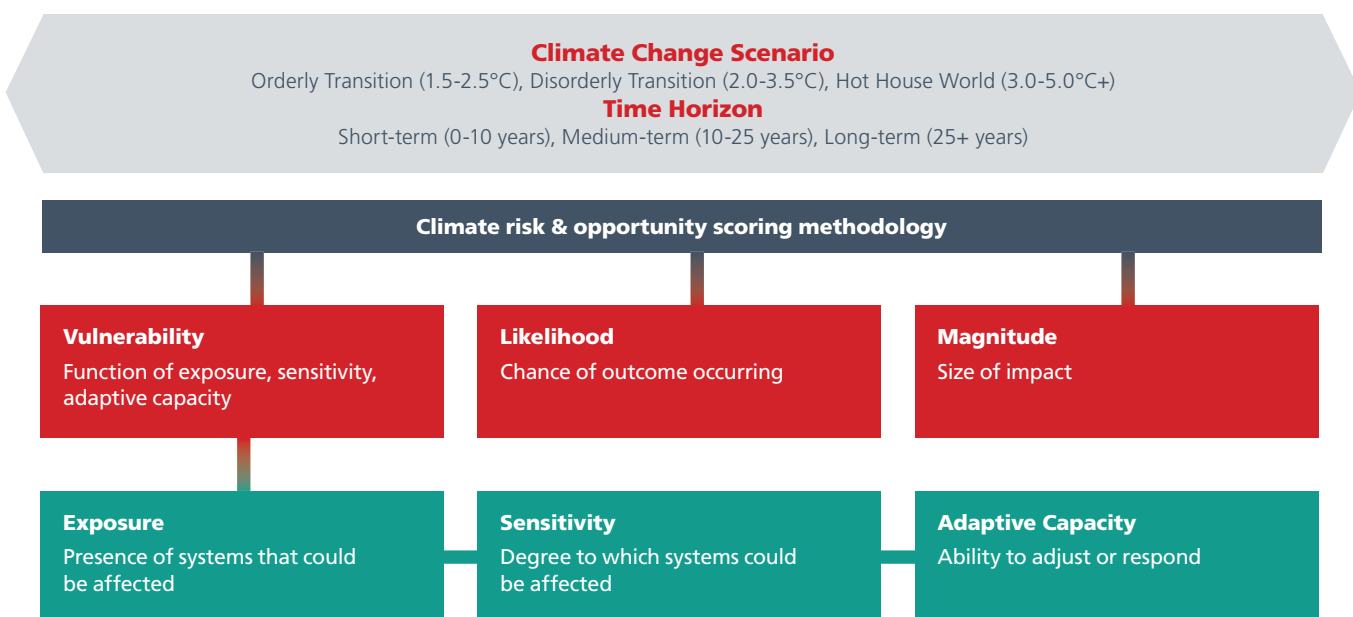 Climate Change Scenario
Orderly Transition (1.5-2.5°C), Disorderly Transition (2.0-3.5°C), Hot House World (3.0-5.0°C+)
Time Horizon
Short-term (0-10 years), Medium-term (10-25 years), Long-term (25+ years)
Climate risk & opportunity scoring methodology
Vulnerability
Function of exposure, sensitivity,
adaptive capacity
Likelihood
Chance of outcome occurring
Magnitude
Size of impact
Exposure
Presence of systems that could
be affected
Sensitivity
Degree to which systems could
be affected
Adaptive Capacity
Ability to adjust or respond